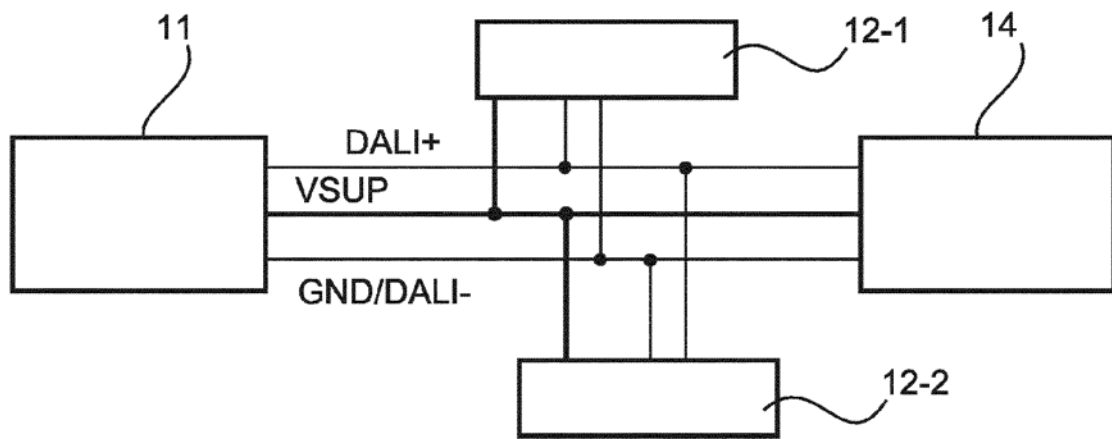 11
12-1
14
DALI+
VSUP
GND/DALI-
12-2